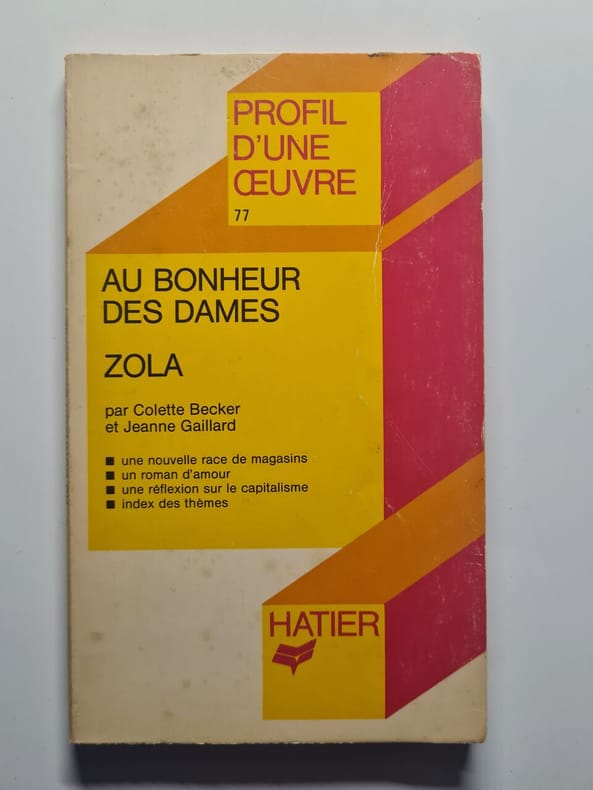 PROFIL
D'UNE
ŒUVRE
77
AU BONHEUR
DES DAMES
ZOLA
par Colette Becker
et Jeanne Gaillard
■ une nouvelle race de magasins
■ un roman d'amour
■ une réflexion sur le capitalisme
■ index des thèmes
HATIER